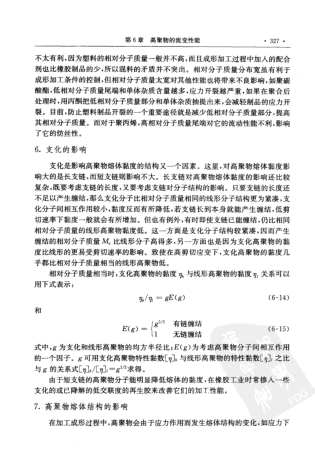 第6章 高聚物的流变性能 ·327·
不太有利,因为塑料的相对分子质量一般并不高,而且成形加工过程中加入的配合
剂也比橡胶制品的少,所以混料的矛盾并不突出。相对分子质量分布宽虽有利于
成形加工条件的控制,但相对分子质量太宽对其他性能也将带来不良影响,如聚碳
酸酯,低相对分子质量尾端和单体杂质含量越多,应力开裂越严重,如果在聚合后
处理时,用丙酮把低相对分子质量部分和单体杂质抽提出来,会减轻制品的应力开
裂。目前,防止塑料制品开裂的一个重要途径就是减少低相对分子质量部分,提高
其相对分子质量。而对于聚丙烯,高相对分子质量尾端对它的流动性能不利,影响
了它的纺丝性。
6. 支化的影响
支化是影响高聚物熔体黏度的结构又一个因素。这里,对高聚物熔体黏度影
响大的是长支链,而短支链则影响不大。长支链对高聚物熔体黏度的影响还比较
复杂,既要考虑支链的长度,又要考虑支链对分子结构的影响。只要支链的长度还
不足以产生缠结,那么支化分子比相对分子质量相同的线形分子结构更为紧凑,支
化分子间相互作用较小,黏度反而有所降低,若支链长到本身就能产生缠结,低剪
切速率下黏度一般就会有所增加。但也有例外,有时即使支链已能缠结,仍比相同
相对分子质量的线形高聚物黏度低。这一方面是支化分子结构较紧凑,因而产生
缠结的相对分子质量 Mc 比线形分子高得多,另一方面也是因为支化高聚物的黏
度比线形的更易受剪切速率的影响。致使在高剪切应变下,支化高聚物的黏度几
乎都比相对分子质量相当的线形高聚物低。
相对分子质量相当时,支化高聚物的黏度 ηb 与线形高聚物的黏度 ηl 关系可以
用下式表示:
ηb/ηl = gE(g) (6-14)
和
E(g) = { g^{1/2} 有链缠结
1 无链缠结 (6-15)
式中,g 为支化和线形高聚物的均方半径比;E(g)为考虑高聚物分子间相互作用
的一个因子。g 可用支化高聚物特性黏数[η]b 与线形高聚物的特性黏数[η]l 之比
与 g 的关系式[η]b/[η]l=g^{1/2}求得。
由于短支链的高聚物分子能明显降低熔体的黏度,在橡胶工业时常掺入一些
支化的或已降解的低交联度的再生胶来改善它们的加工性能。
7. 高聚物熔体结构的影响
在加工成形过程中,高聚物会由于应力作用而发生熔体结构的变化,如应力下